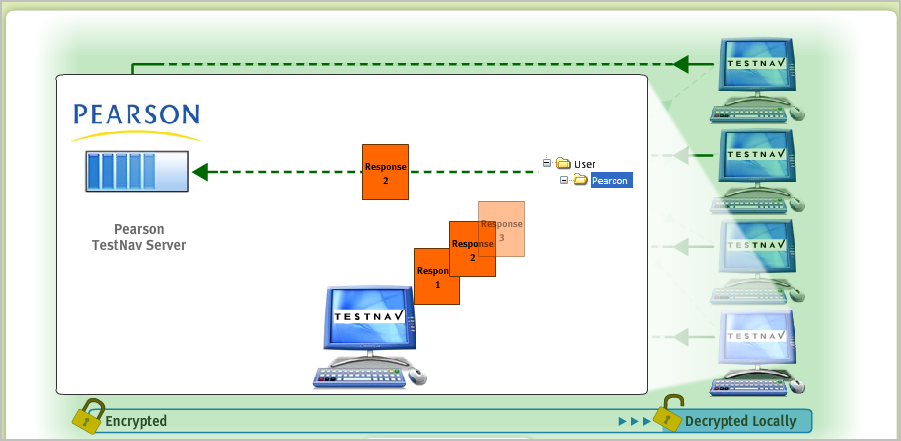 TESTNAV
PEARSON
Response
2
User
Pearson
TESTNAV
Pearson
TestNav Server
Response
3
Response
2
Respon
1
TESTNAV
TESTNAV
TESTNAV
Encrypted
Decrypted Locally